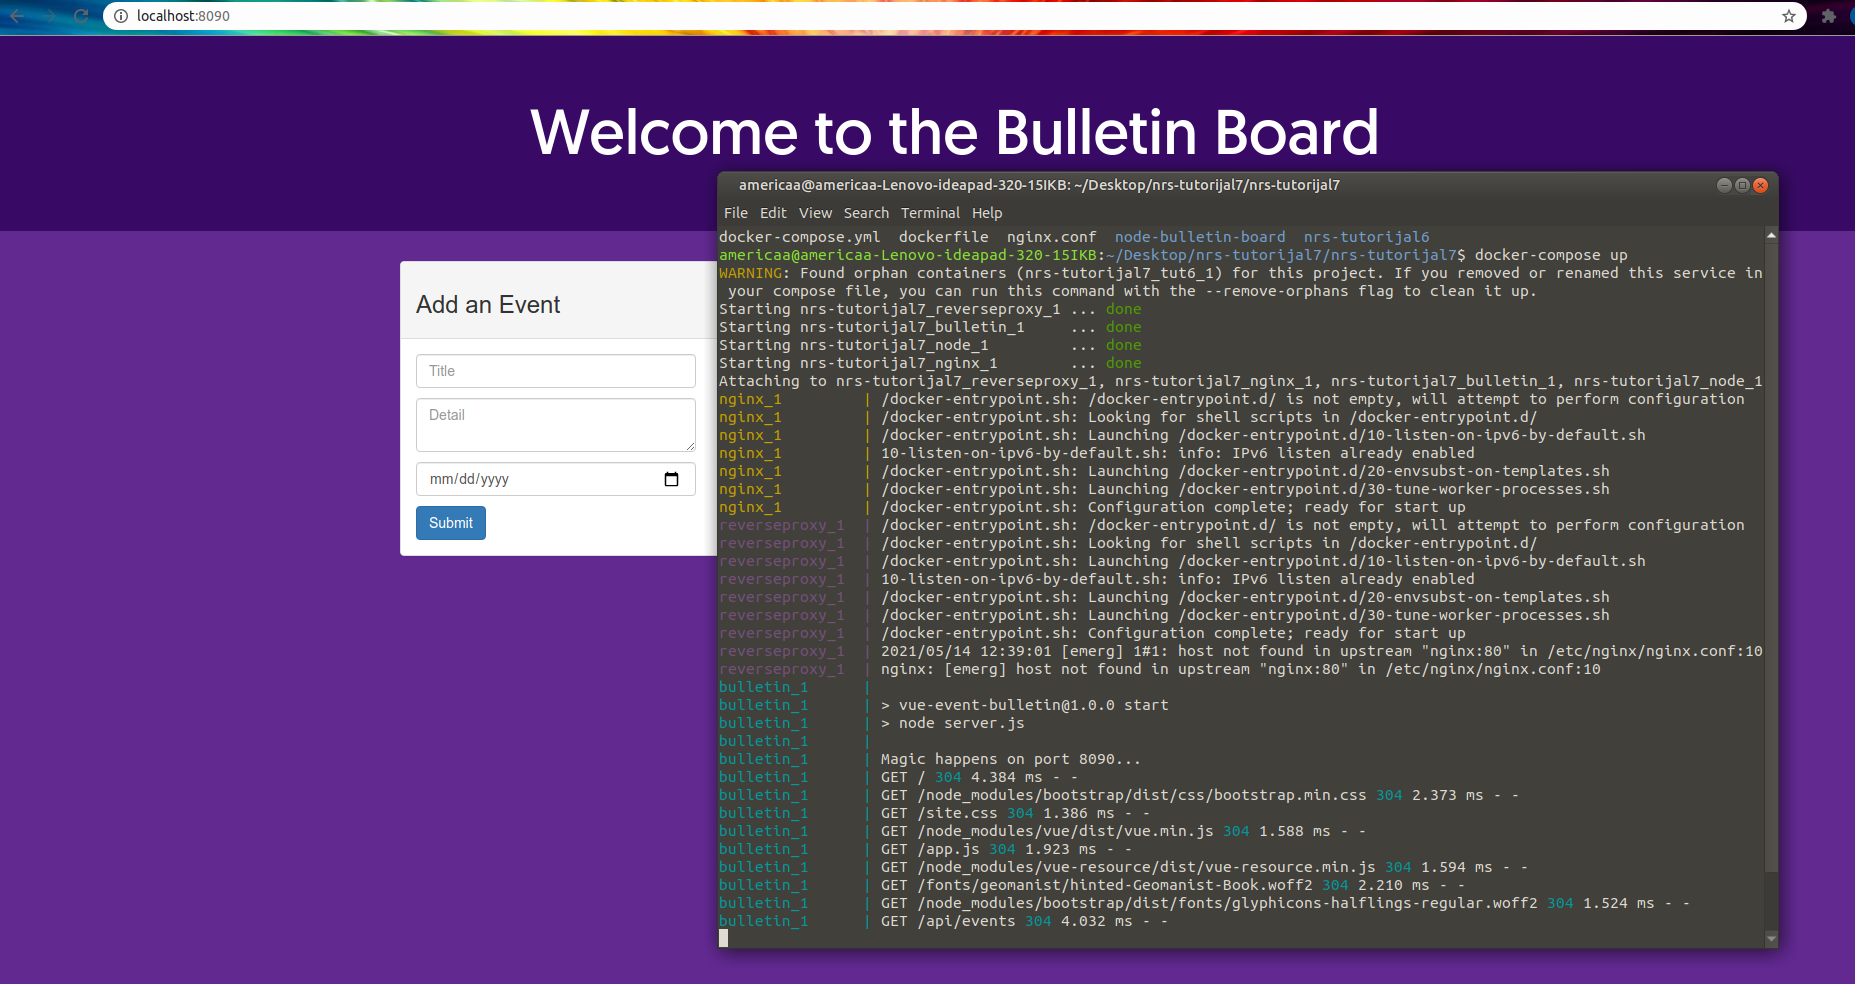 localhost:8090
Welcome to the Bulletin Board
Add an Event
Title
Detail
mm/dd/yyyy
Submit
americaa@americaa-Lenovo-ideapad-320-15IKB: ~/Desktop/nrs-tutorijal7/nrs-tutorijal7
File Edit View Search Terminal Help
docker-compose.yml dockerfile nginx.conf node-bulletin-board nrs-tutorijal6
americaa@americaa-Lenovo-ideapad-320-15IKB:~/Desktop/nrs-tutorijal7/nrs-tutorijal7$ docker-compose up
WARNING: Found orphan containers (nrs-tutorijal7_tut6_1) for this project. If you removed or renamed this service in
your compose file, you can run this command with the --remove-orphans flag to clean it up.
Starting nrs-tutorijal7_reverseproxy_1 ... done
Starting nrs-tutorijal7_bulletin_1 ... done
Starting nrs-tutorijal7_node_1 ... done
Starting nrs-tutorijal7_nginx_1 ... done
Attaching to nrs-tutorijal7_reverseproxy_1, nrs-tutorijal7_nginx_1, nrs-tutorijal7_bulletin_1, nrs-tutorijal7_node_1
nginx_1 | /docker-entrypoint.sh: /docker-entrypoint.d/ is not empty, will attempt to perform configuration
nginx_1 | /docker-entrypoint.sh: Looking for shell scripts in /docker-entrypoint.d/
nginx_1 | /docker-entrypoint.sh: Launching /docker-entrypoint.d/10-listen-on-ipv6-by-default.sh
nginx_1 | 10-listen-on-ipv6-by-default.sh: info: IPv6 listen already enabled
nginx_1 | /docker-entrypoint.sh: Launching /docker-entrypoint.d/20-envsubst-on-templates.sh
nginx_1 | /docker-entrypoint.sh: Launching /docker-entrypoint.d/30-tune-worker-processes.sh
nginx_1 | /docker-entrypoint.sh: Configuration complete; ready for start up
reverseproxy_1 | /docker-entrypoint.sh: /docker-entrypoint.d/ is not empty, will attempt to perform configuration
reverseproxy_1 | /docker-entrypoint.sh: Looking for shell scripts in /docker-entrypoint.d/
reverseproxy_1 | /docker-entrypoint.sh: Launching /docker-entrypoint.d/10-listen-on-ipv6-by-default.sh
reverseproxy_1 | 10-listen-on-ipv6-by-default.sh: info: IPv6 listen already enabled
reverseproxy_1 | /docker-entrypoint.sh: Launching /docker-entrypoint.d/20-envsubst-on-templates.sh
reverseproxy_1 | /docker-entrypoint.sh: Launching /docker-entrypoint.d/30-tune-worker-processes.sh
reverseproxy_1 | /docker-entrypoint.sh: Configuration complete; ready for start up
reverseproxy_1 | 2021/05/14 12:39:01 [emerg] 1#1: host not found in upstream "nginx:80" in /etc/nginx/nginx.conf:10
reverseproxy_1 | nginx: [emerg] host not found in upstream "nginx:80" in /etc/nginx/nginx.conf:10
bulletin_1 |
bulletin_1 | > vue-event-bulletin@1.0.0 start
bulletin_1 | > node server.js
bulletin_1 |
bulletin_1 | Magic happens on port 8090...
bulletin_1 | GET / 304 4.384 ms - -
bulletin_1 | GET /node_modules/bootstrap/dist/css/bootstrap.min.css 304 2.373 ms - -
bulletin_1 | GET /site.css 304 1.386 ms - -
bulletin_1 | GET /node_modules/vue/dist/vue.min.js 304 1.588 ms - -
bulletin_1 | GET /app.js 304 1.923 ms - -
bulletin_1 | GET /node_modules/vue-resource/dist/vue-resource.min.js 304 1.594 ms - -
bulletin_1 | GET /fonts/geomanist/hinted-Geomanist-Book.woff2 304 2.210 ms - -
bulletin_1 | GET /node_modules/bootstrap/dist/fonts/glyphicons-halflings-regular.woff2 304 1.524 ms - -
bulletin_1 | GET /api/events 304 4.032 ms - -